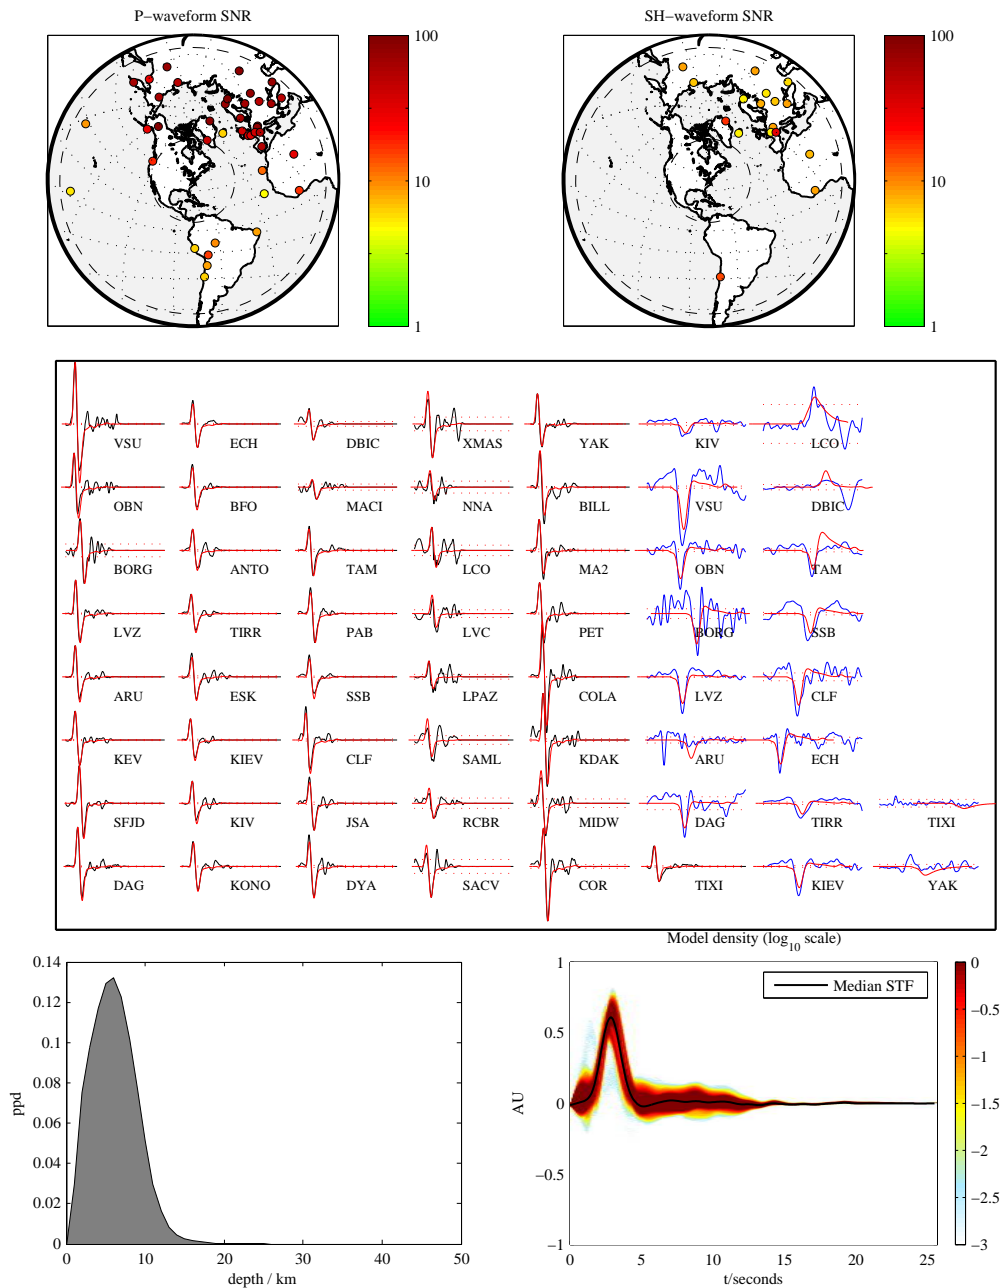 P−waveform SNR
SH−waveform SNR
100
10
1
100
10
1
VSU ECH DBIC XMAS YAK KIV LCO
OBN BFO MACI NNA BILL VSU DBIC
BORG ANTO TAM LCO MA2 OBN TAM
LVZ TIRR PAB LVC PET BORG SSB
ARU ESK SSB LPAZ COLA LVZ CLF
KEV KIEV CLF SAML KDAK ARU ECH
SFJD KIV JSA RCBR MIDW DAG TIRR TIXI
DAG KONO DYA SACV COR TIXI KIEV YAK
Model density (log10 scale)
0.14
0.12
0.1
0.08
0.06
0.04
0.02
0
0 10 20 30 40 50
depth / km
ppd
Median STF
1
0.5
0
−0.5
−1
AU
0 5 10 15 20 25
t/seconds
0
−0.5
−1
−1.5
−2
−2.5
−3